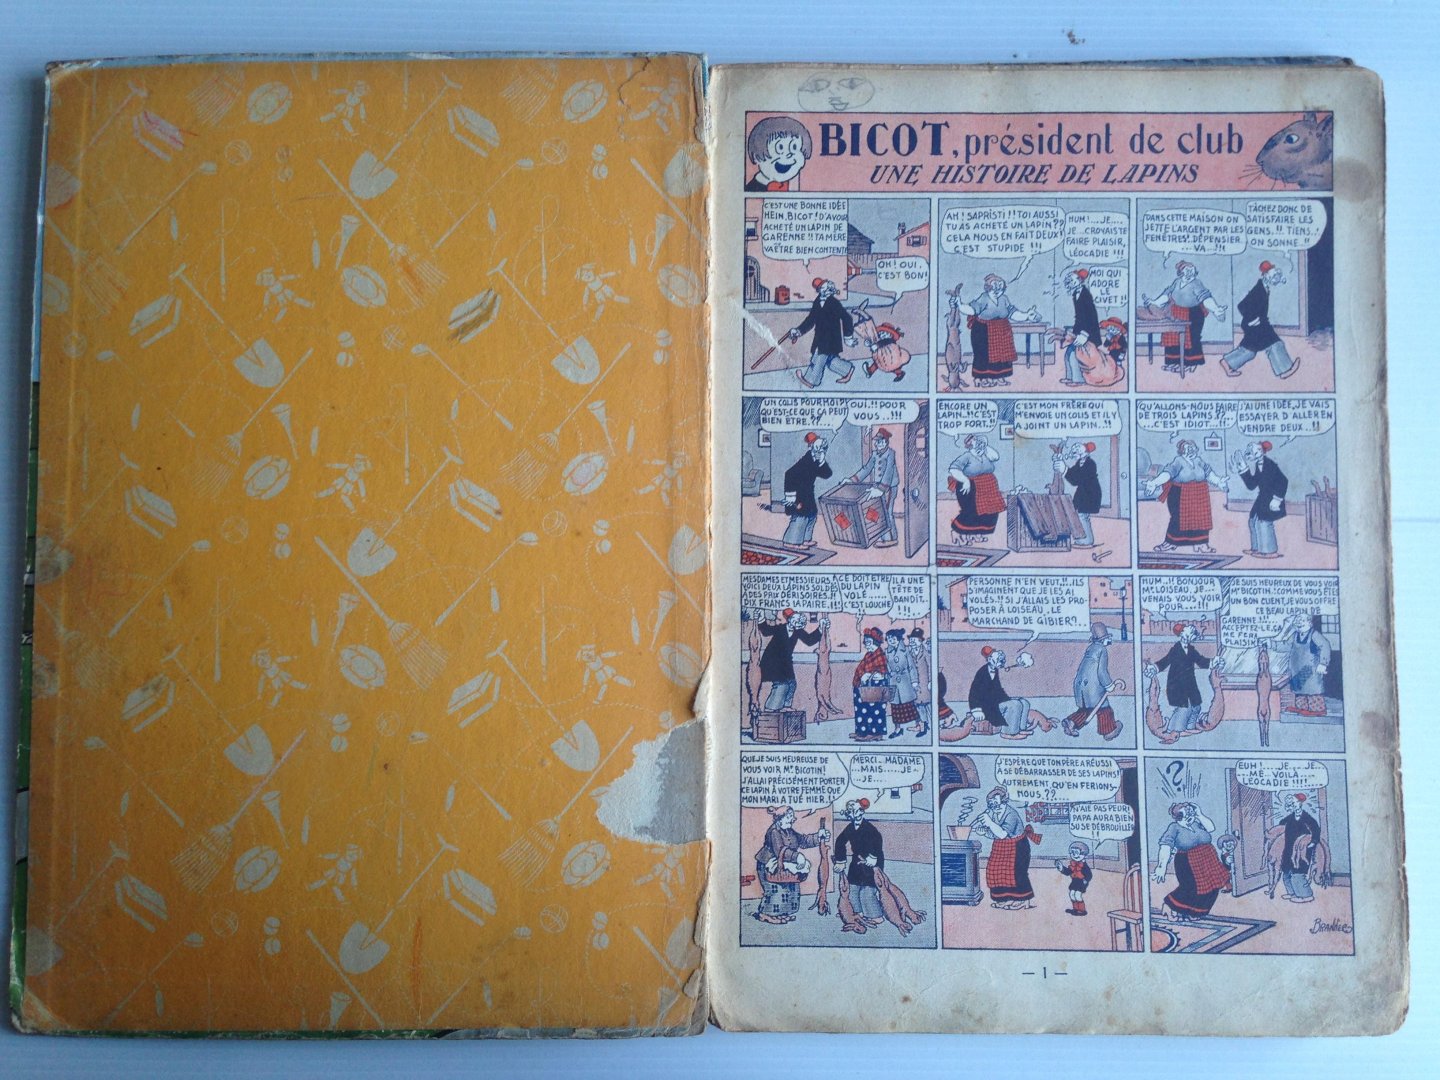 BICOT, président de club
UNE HISTOIRE DE LAPINS
C'EST UNE BONNE IDÉE
HEIN, BICOT! D'AVOIR
ACHETÉ UN LAPIN DE
GARENNE!! TA MÈRE
VA ÊTRE BIEN CONTENTE
OH! OUI,
C'EST BON!
AH! SAPRISTI!! TOI AUSSI
TU AS ACHETÉ UN LAPIN??
CELA NOUS EN FAIT DEUX!
C'EST STUPIDE!!!
HUM!...JE....
JE...CROYAIS TE
FAIRE PLAISIR,
LÉOCADIE!!!
MOI QUI
ADORE
LE
CIVET!!
DANS CETTE MAISON ON
JETTE L'ARGENT PAR LES
FENÊTRES!. DÉPENSIER
...VA...!!!
TÂCHEZ DONC DE
SATISFAIRE LES
GENS.!!. TIENS..!
ON SONNE..!!
UN COLIS POUR MOI?
QU'EST-CE QUE ÇA PEUT
BIEN ÊTRE.??...
OUI.!! POUR
VOUS..!!!
ENCORE UN
LAPIN..!! C'EST
TROP FORT.!!
C'EST MON FRÈRE QUI
M'ENVOIE UN COLIS ET IL Y
A JOINT UN LAPIN..!!
QU'ALLONS-NOUS FAIRE
DE TROIS LAPINS.??..
...C'EST IDIOT...!!
J'AI UNE IDÉE, JE VAIS
ESSAYER D'ALLER EN
VENDRE DEUX..!!
MESDAMES ET MESSIEURS
VOICI DEUX LAPINS SOLDÉS
A DES PRIX DÉRISOIRES.!!
DIX FRANCS LA PAIRE.!!
CE DOIT ÊTRE
DU LAPIN
VOLÉ......
C'EST LOUCHE
IL A UNE
TÊTE DE
BANDIT.
!!!
PERSONNE N'EN VEUT.!!..ILS
S'IMAGINENT QUE JE LES AI
VOLÉS.!! SI J'ALLAIS LES PRO-
POSER À LOISEAU..LE
MARCHAND DE GIBIER?..
HUM..!! BONJOUR
Mr LOISEAU. JE...
VENAIS VOUS VOIR
POUR....!!!
JE SUIS HEUREUX DE VOUS VOIR
Mr BICOTIN! COMME VOUS ÊTES
UN BON CLIENT, JE VOUS OFFRE
CE BEAU LAPIN DE
GARENNE!!...
ACCEPTEZ-LE, ÇA
ME FERA
PLAISIR!!
QUE JE SUIS HEUREUSE DE
VOUS VOIR Mr BICOTIN!
J'ALLAI PRÉCISÉMENT PORTER
CE LAPIN À VOTRE FEMME QUE
MON MARI A TUÉ HIER.!!
MERCI...MADAME
...MAIS.....JE...
..JE...
J'ESPÈRE QUE TON PÈRE A RÉUSSI
À SE DÉBARRASSER DE SES LAPINS!
AUTREMENT QU'EN FERIONS-
NOUS.??...
N'AIE PAS PEUR!
PAPA AURA BIEN
SU SE DÉBROUILLER
!!
?
EUH!....JE...JE...
....ME..VOILÀ...
LÉOCADIE!!!!...
BRANNER
— 1 —